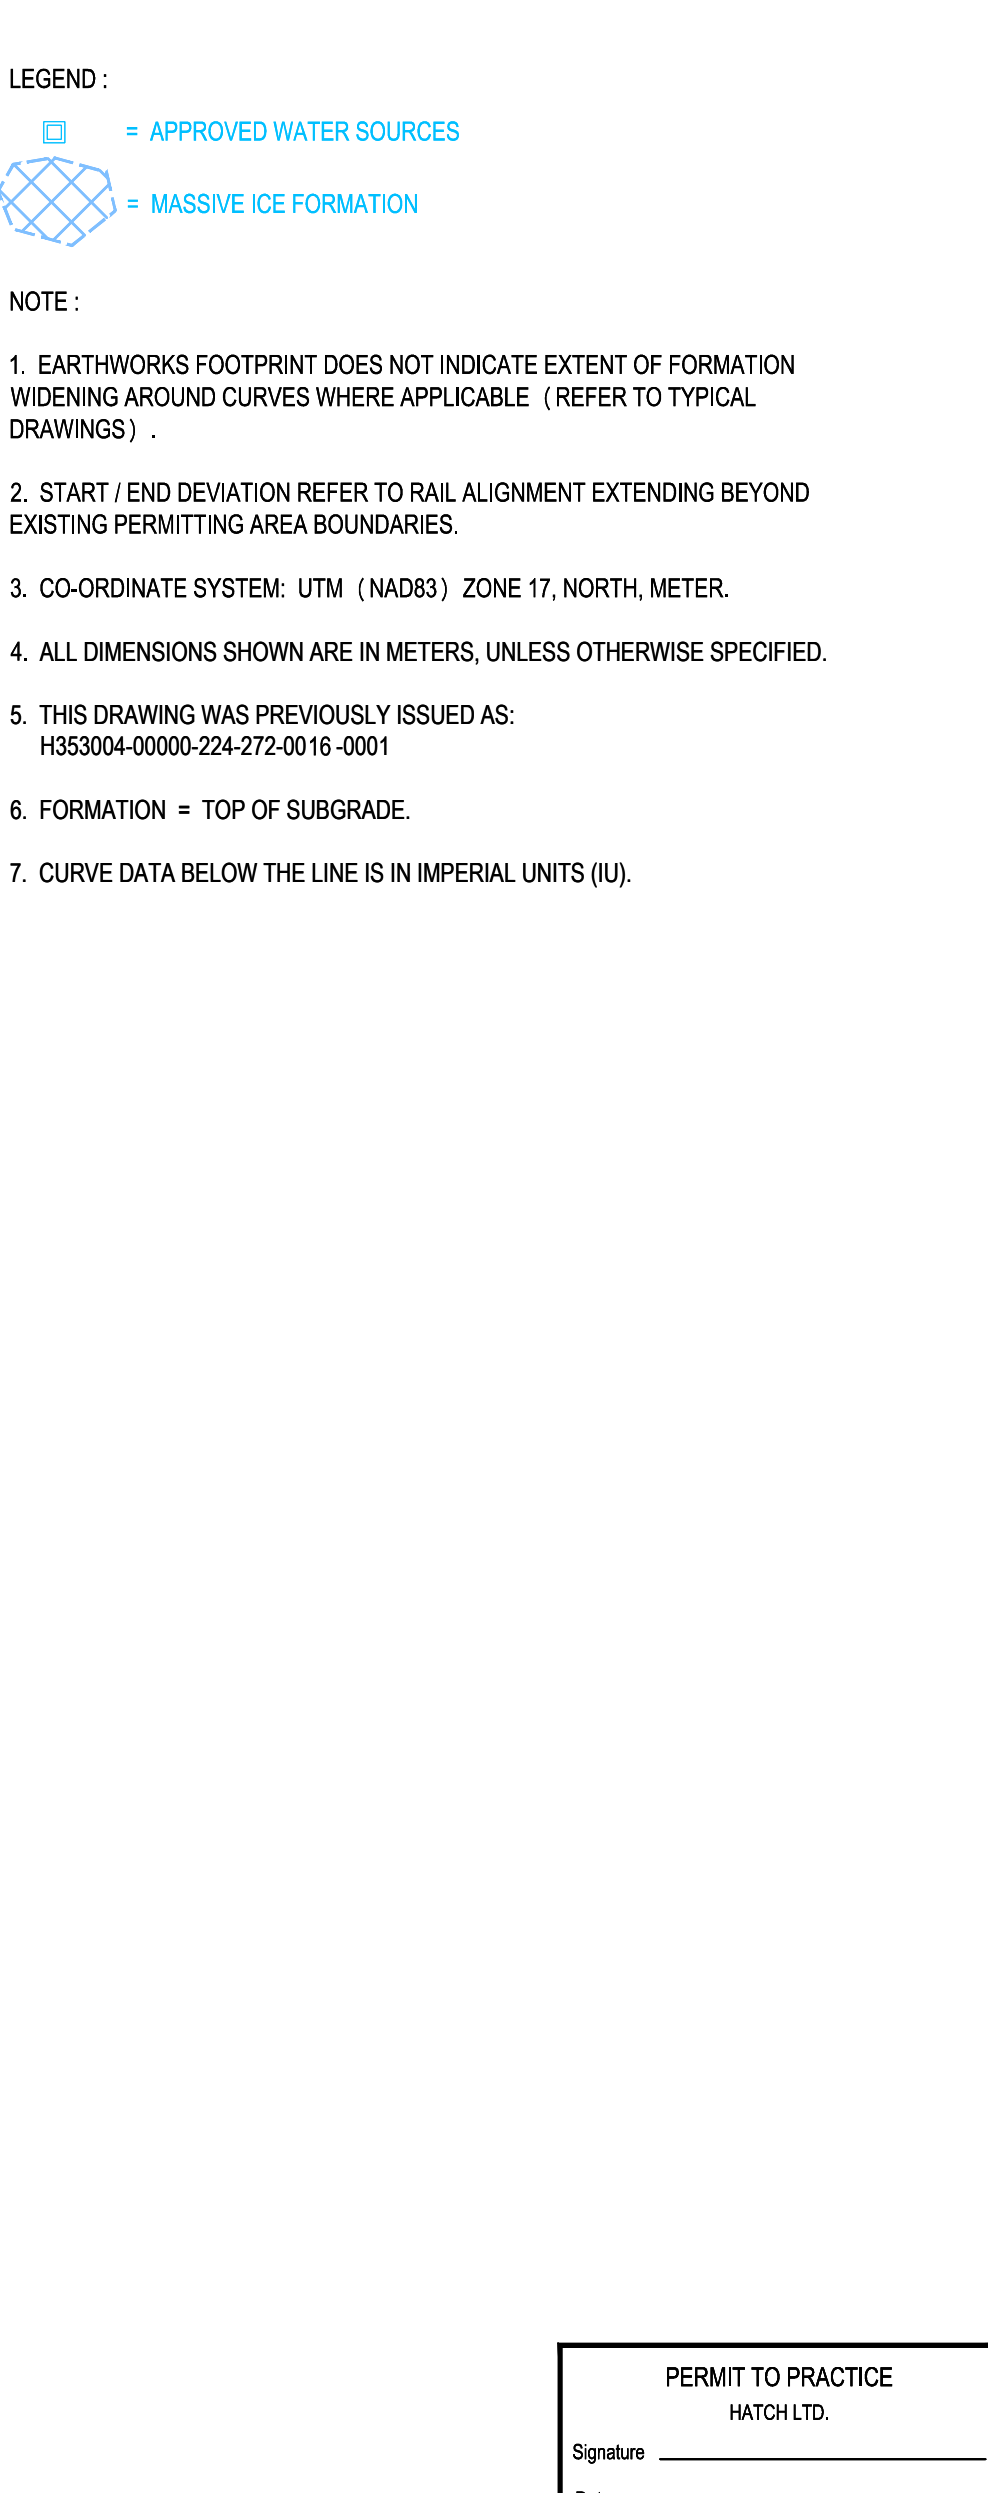 LEGEND :
= APPROVED WATER SOURCES
= MASSIVE ICE FORMATION
NOTE :
1. EARTHWORKS FOOTPRINT DOES NOT INDICATE EXTENT OF FORMATION
WIDENING AROUND CURVES WHERE APPLICABLE (REFER TO TYPICAL
DRAWINGS) .
2. START / END DEVIATION REFER TO RAIL ALIGNMENT EXTENDING BEYOND
EXISTING PERMITTING AREA BOUNDARIES.
3. CO-ORDINATE SYSTEM: UTM (NAD83) ZONE 17, NORTH, METER.
4. ALL DIMENSIONS SHOWN ARE IN METERS, UNLESS OTHERWISE SPECIFIED.
5. THIS DRAWING WAS PREVIOUSLY ISSUED AS:
H353004-00000-224-272-0016 -0001
6. FORMATION = TOP OF SUBGRADE.
7. CURVE DATA BELOW THE LINE IS IN IMPERIAL UNITS (IU).
PERMIT TO PRACTICE
HATCH LTD.
Signature